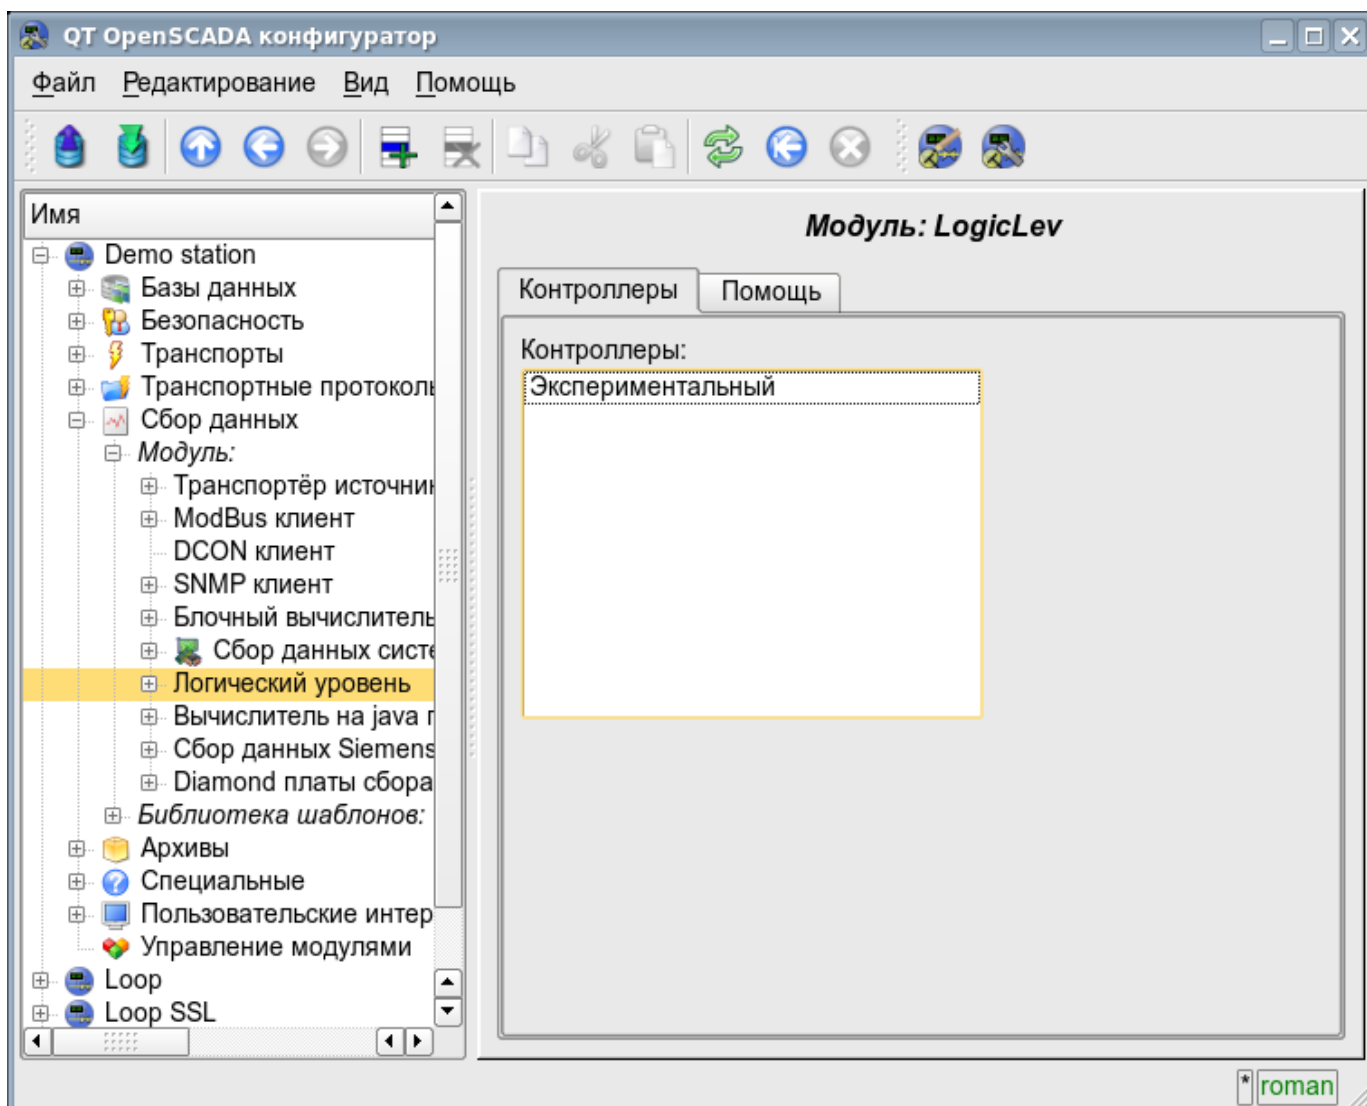 QT OpenSCADA конфигуратор
Файл Редактирование Вид Помощь
Имя
Demo station
Базы данных
Безопасность
Транспорты
Транспортные протоколь
Сбор данных
Модуль:
Транспортёр источни
ModBus клиент
DCON клиент
SNMP клиент
Блочный вычислитель
Сбор данных систе
Логический уровень
Вычислитель на java
Сбор данных Siemens
Diamond платы сбора
Библиотека шаблонов:
Архивы
Специальные
Пользовательские интер
Управление модулями
Loop
Loop SSL
Модуль: LogicLev
Контроллеры Помощь
Контроллеры:
Экспериментальный
* roman